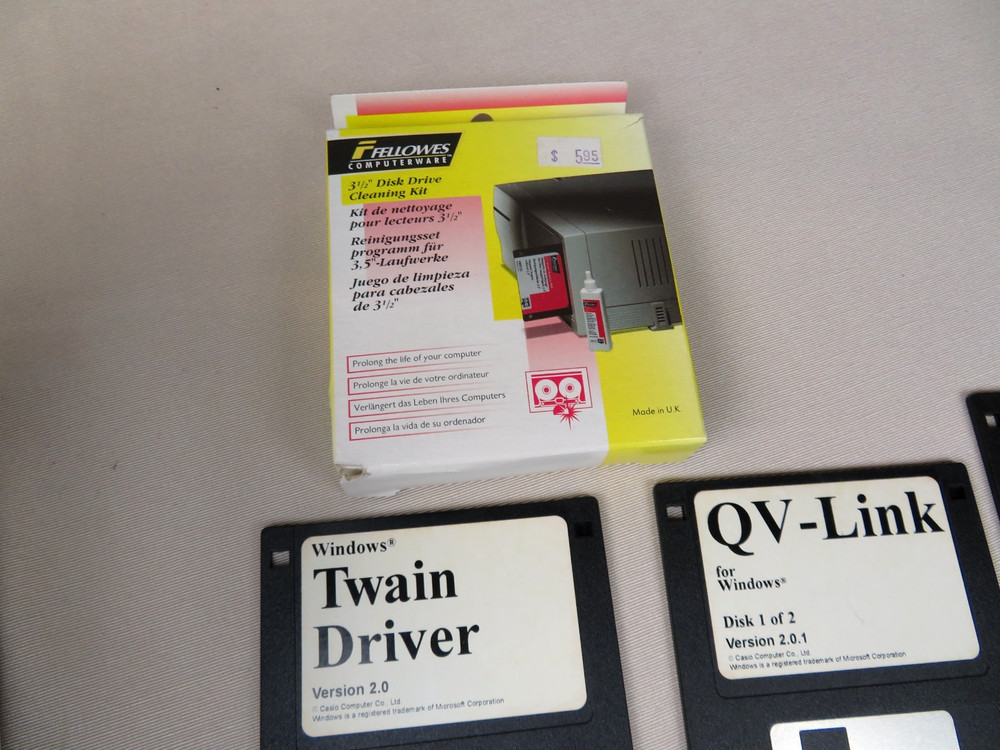 FELLOWES
COMPUTERWARE™
$ 595
3½" Disk Drive
Cleaning Kit
Kit de nettoyage
pour lecteurs 3½"
Reinigungsset
programm für
3,5"-Laufwerke
Juego de limpieza
para cabezales
de 3½"
Prolong the life of your computer
Prolonge la vie de votre ordinateur
Verlängert das Leben Ihres Computers
Prolonga la vida de su ordenador
Made in U.K.
Windows®
Twain
Driver
Version 2.0
© Casio Computer Co., Ltd.
Windows is a registered trademark of Microsoft Corporation
QV-Link
for
Windows®
Disk 1 of 2
Version 2.0.1
© Casio Computer Co., Ltd.
Windows is a registered trademark of Microsoft Corporation